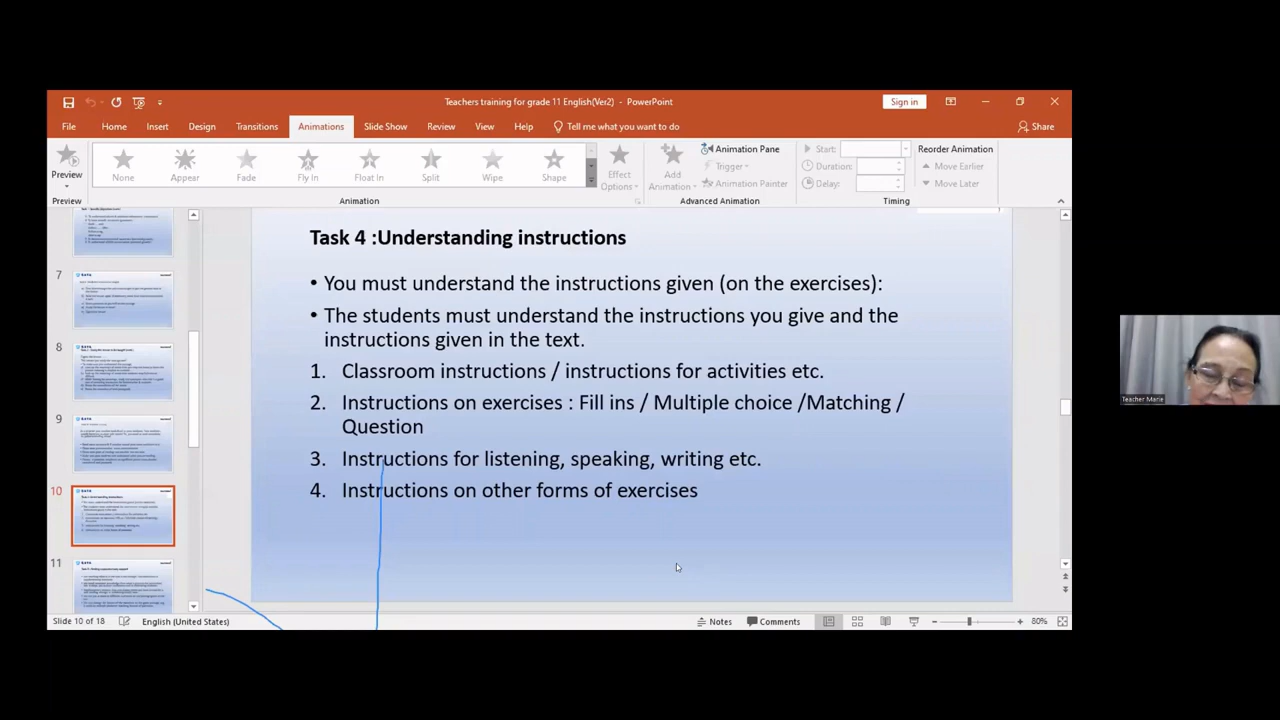 Teachers training for grade 11 English(Ver2) - PowerPoint
Sign in
File Home Insert Design Transitions Animations Slide Show Review View Help Tell me what you want to do Share
Preview
None Appear Fade Fly In Float In Split Wipe Shape
Effect Options
Add Animation
Animation Pane
Trigger
Animation Painter
Start:
Duration:
Delay:
Reorder Animation
Move Earlier
Move Later
Preview Animation Advanced Animation Timing
7
8
9
10
11
Task 4 :Understanding instructions
• You must understand the instructions given (on the exercises):
• The students must understand the instructions you give and the
instructions given in the text.
1. Classroom instructions / instructions for activities etc.
2. Instructions on exercises : Fill ins / Multiple choice /Matching /
Question
3. Instructions for listening, speaking, writing etc.
4. Instructions on other forms of exercises
Teacher Marie
Slide 10 of 18 English (United States) Notes Comments 80%